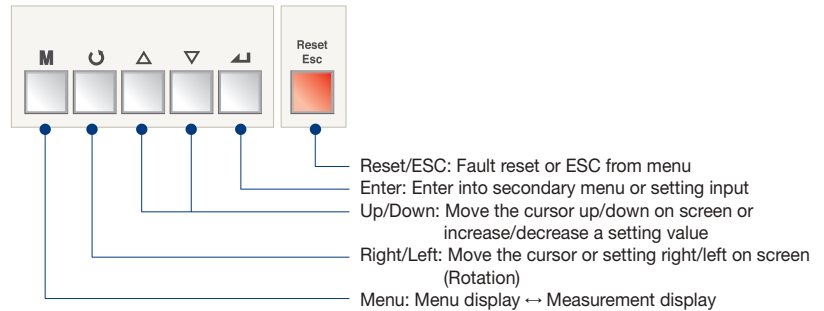 M
Reset
Esc
Reset/ESC: Fault reset or ESC from menu
Enter: Enter into secondary menu or setting input
Up/Down: Move the cursor up/down on screen or
increase/decrease a setting value
Right/Left: Move the cursor or setting right/left on screen
(Rotation)
Menu: Menu display ↔ Measurement display